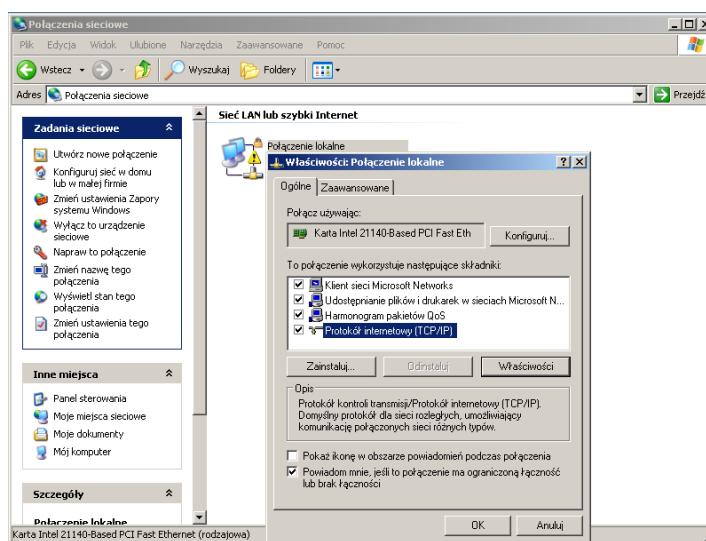 Połączenia sieciowe
Plik Edycja Widok Ulubione Narzędzia Zaawansowane Pomoc
Wstecz Wyszukaj Foldery
Adres Połączenia sieciowe Przejdź
Zadania sieciowe
Utwórz nowe połączenie
Konfiguruj sieć w domu
lub w małej firmie
Zmień ustawienia Zapory
systemu Windows
Wyłącz to urządzenie
sieciowe
Napraw to połączenie
Zmień nazwę tego
połączenia
Wyświetl stan tego
połączenia
Zmień ustawienia tego
połączenia
Inne miejsca
Panel sterowania
Moje miejsca sieciowe
Moje dokumenty
Mój komputer
Szczegóły
Połączenie lokalne
Sieć LAN lub szybki Internet
Połączenie lokalne
Właściwości: Połączenie lokalne
Ogólne Zaawansowane
Połącz używając:
Karta Intel 21140-Based PCI Fast Eth Konfiguruj...
To połączenie wykorzystuje następujące składniki:
Klient sieci Microsoft Networks
Udostępnianie plików i drukarek w sieciach Microsoft N...
Harmonogram pakietów QoS
Protokół internetowy (TCP/IP)
Zainstaluj... Odinstaluj Właściwości
Opis
Protokół kontroli transmisji/Protokół internetowy (TCP/IP).
Domyślny protokół dla sieci rozległych, umożliwiający
komunikację połączonych sieci różnych typów.
Pokaż ikonę w obszarze powiadomień podczas połączenia
Powiadom mnie, jeśli to połączenie ma ograniczoną łączność
lub brak łączności
OK Anuluj
Karta Intel 21140-Based PCI Fast Ethernet (rodzajowa)